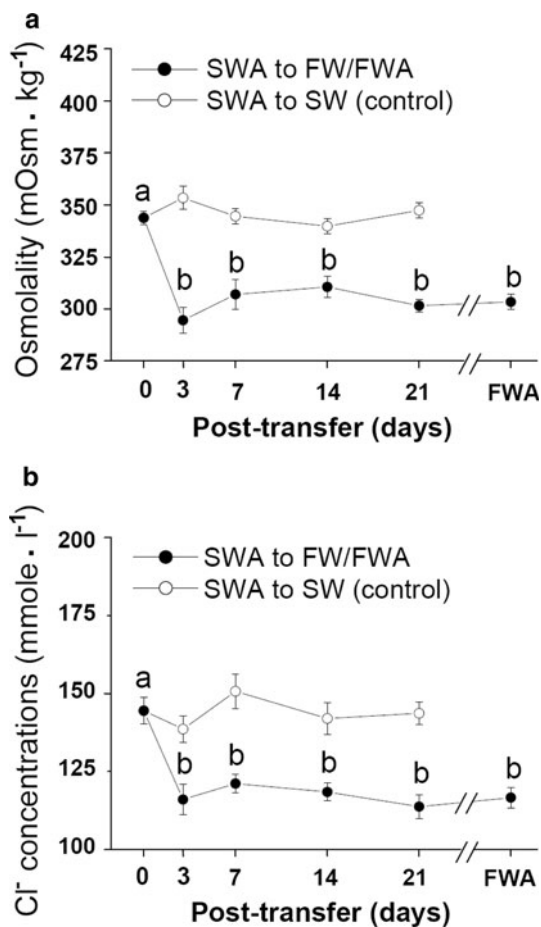 a
Osmolality (mOsm · kg⁻¹)
425
400
375
350
325
300
275
SWA to FW/FWA
SWA to SW (control)
a
b
b
b
b
b
0 3 7 14 21 FWA
Post-transfer (days)
b
Cl⁻ concentrations (mmole · l⁻¹)
200
175
150
125
100
SWA to FW/FWA
SWA to SW (control)
a
b
b
b
b
b
0 3 7 14 21 FWA
Post-transfer (days)